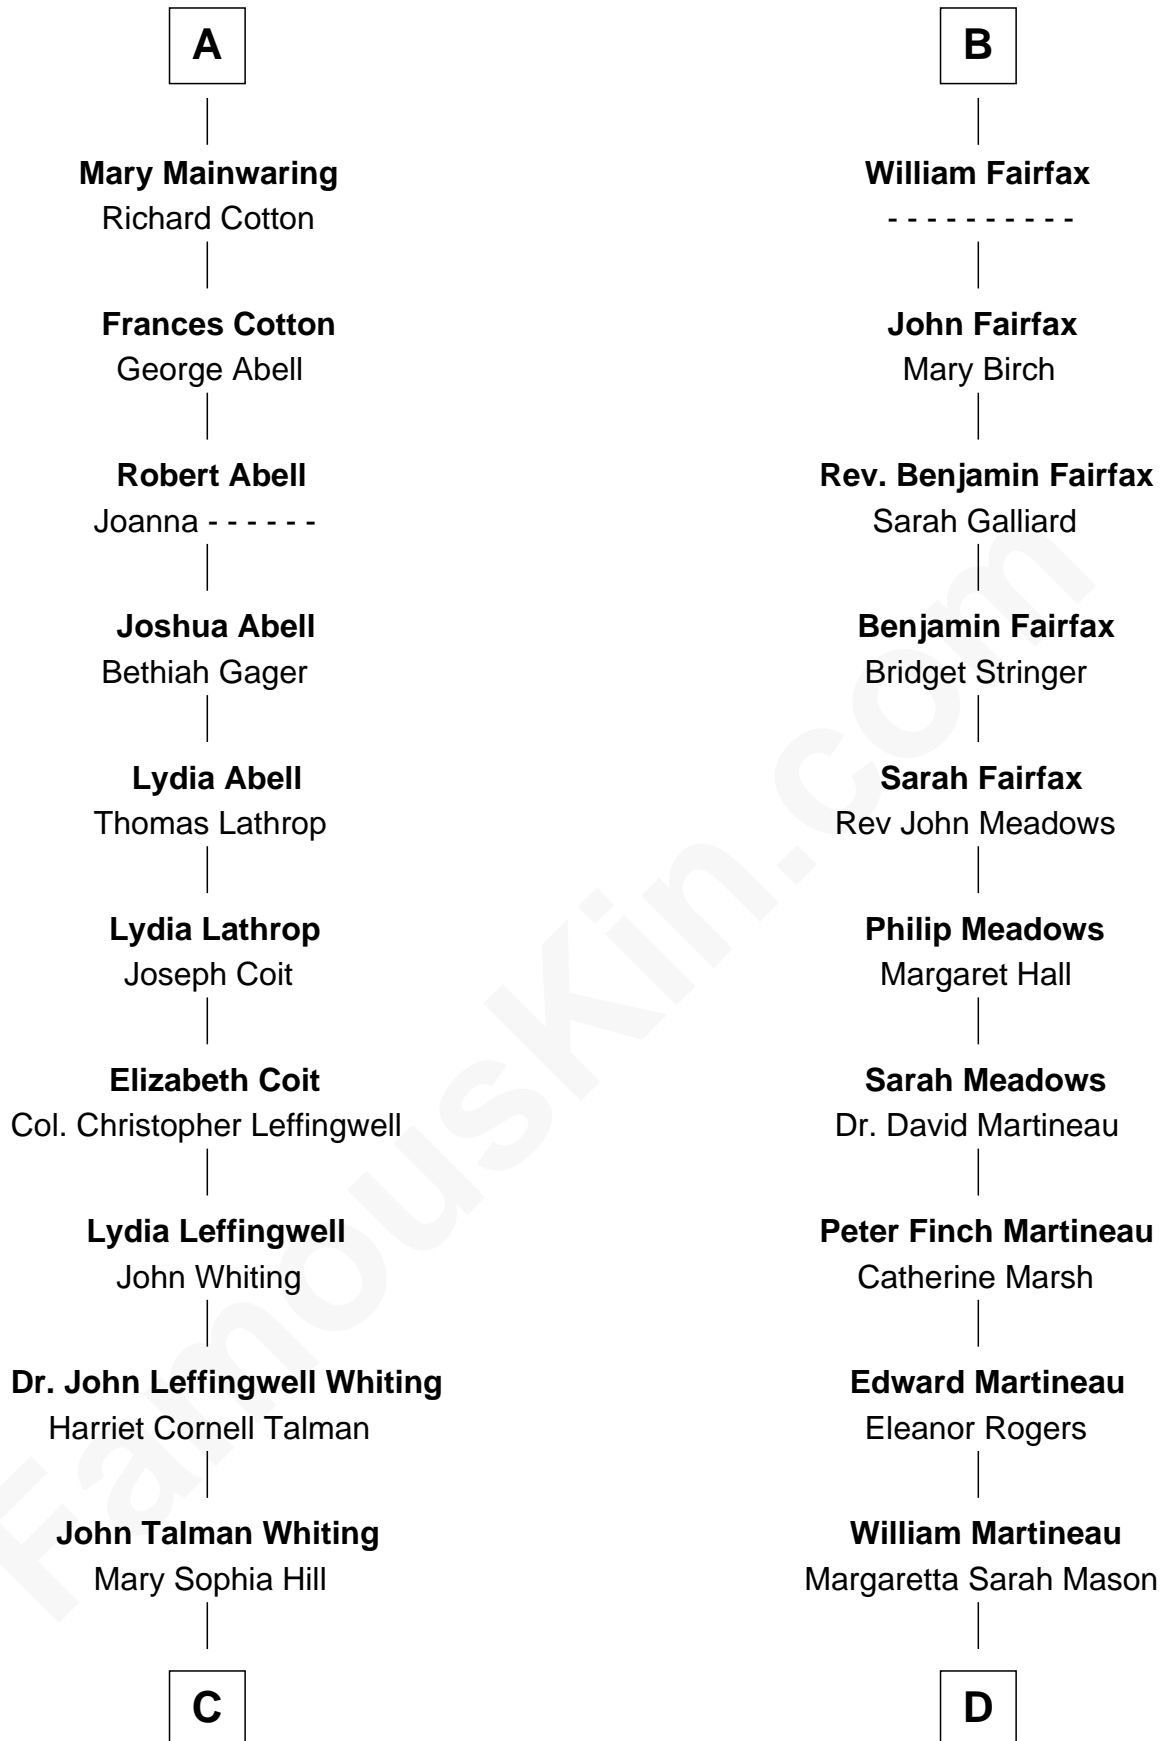 A
Mary Mainwaring
Richard Cotton
Frances Cotton
George Abell
Robert Abell
Joanna - - - - - -
Joshua Abell
Bethiah Gager
Lydia Abell
Thomas Lathrop
Lydia Lathrop
Joseph Coit
Elizabeth Coit
Col. Christopher Leffingwell
Lydia Leffingwell
John Whiting
Dr. John Leffingwell Whiting
Harriet Cornell Talman
John Talman Whiting
Mary Sophia Hill
C
B
William Fairfax
- - - - - - - - - -
John Fairfax
Mary Birch
Rev. Benjamin Fairfax
Sarah Galliard
Benjamin Fairfax
Bridget Stringer
Sarah Fairfax
Rev John Meadows
Philip Meadows
Margaret Hall
Sarah Meadows
Dr. David Martineau
Peter Finch Martineau
Catherine Marsh
Edward Martineau
Eleanor Rogers
William Martineau
Margaretta Sarah Mason
D
FamousKin.com